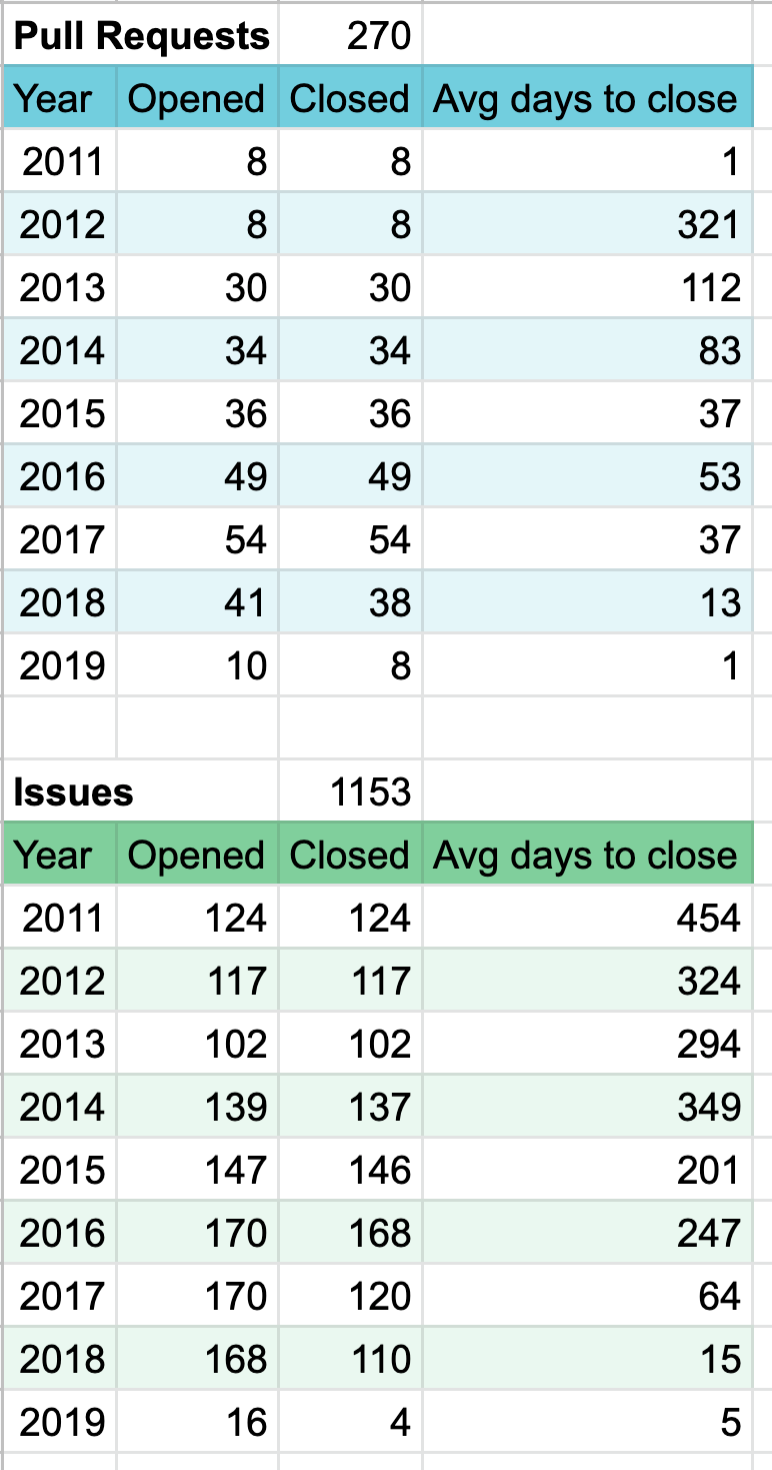 Pull Requests 270
Year Opened Closed Avg days to close
2011 8 8 1
2012 8 8 321
2013 30 30 112
2014 34 34 83
2015 36 36 37
2016 49 49 53
2017 54 54 37
2018 41 38 13
2019 10 8 1
Issues 1153
Year Opened Closed Avg days to close
2011 124 124 454
2012 117 117 324
2013 102 102 294
2014 139 137 349
2015 147 146 201
2016 170 168 247
2017 170 120 64
2018 168 110 15
2019 16 4 5